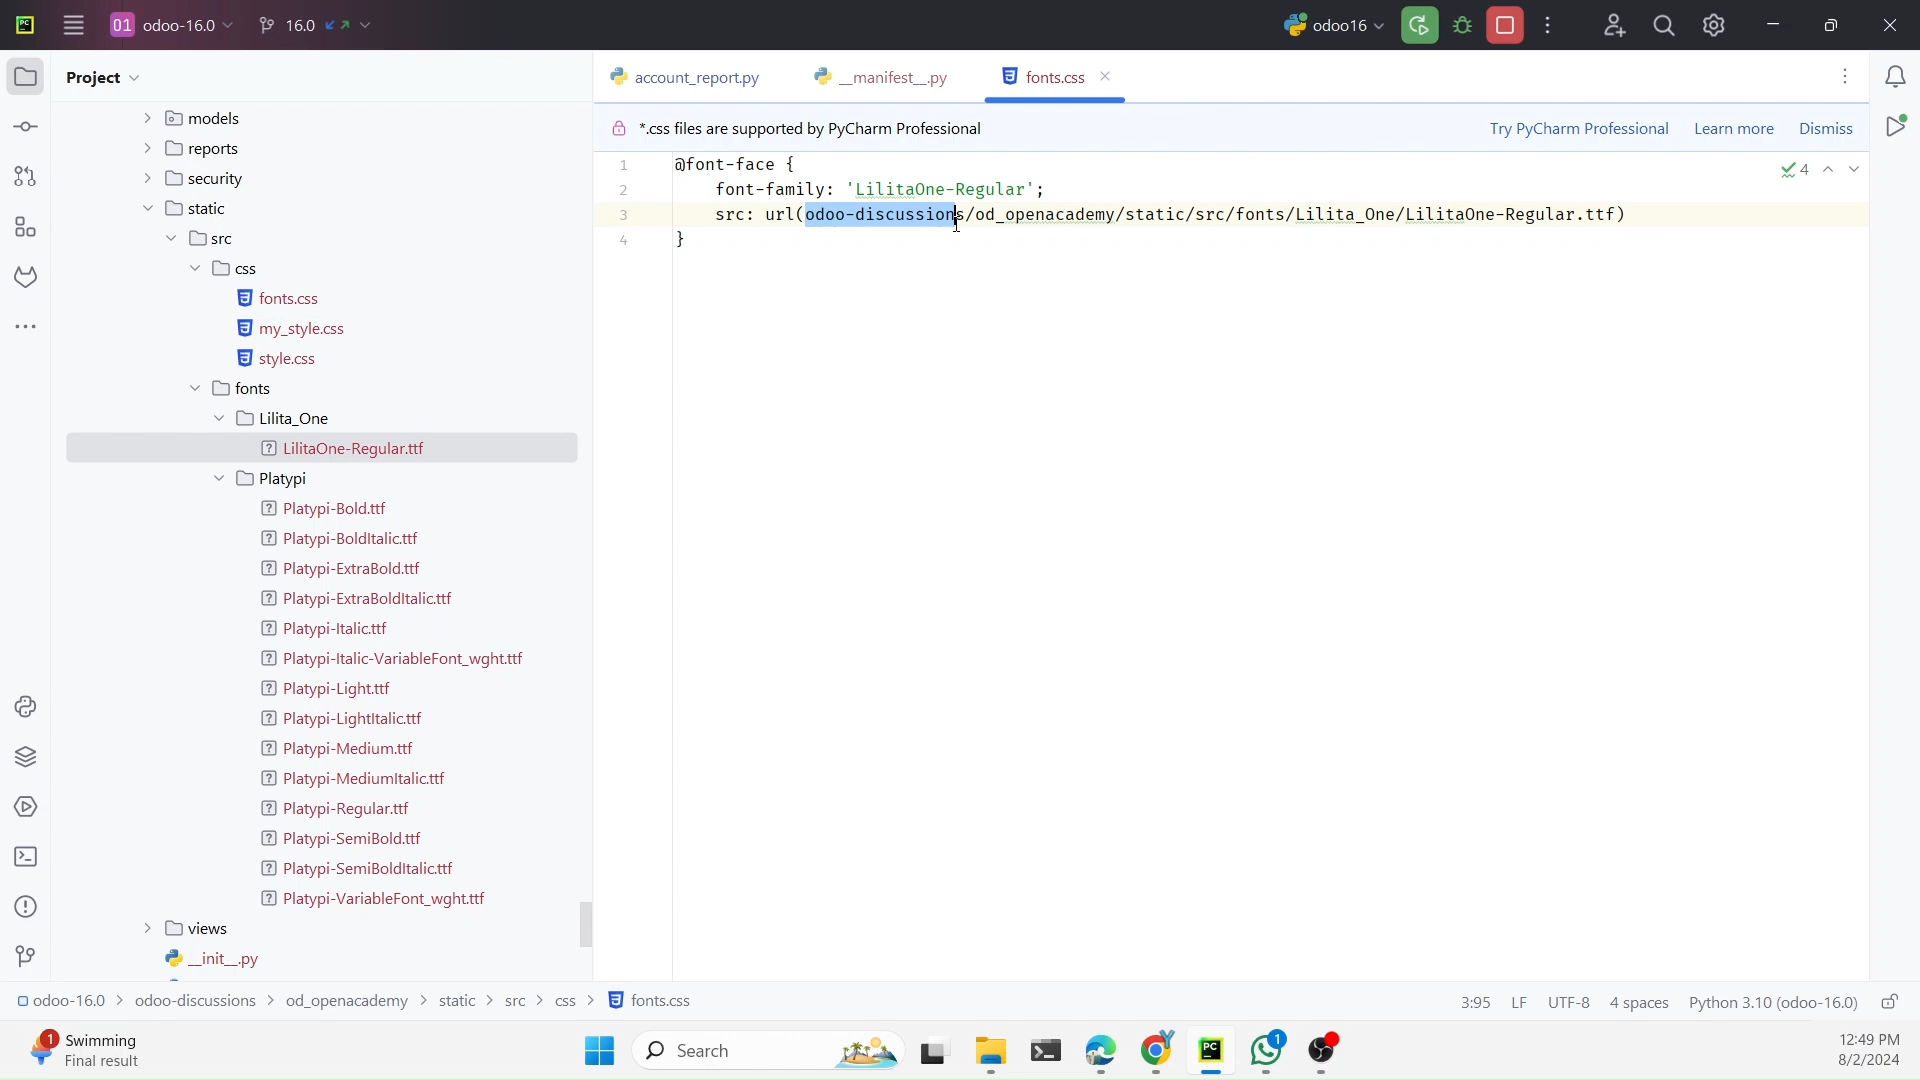 PC
01 odoo-16.0
16.0
odoo16
Project
account_report.py
__manifest__.py
fonts.css
*.css files are supported by PyCharm Professional
Try PyCharm Professional
Learn more
Dismiss
models
reports
security
static
src
css
fonts.css
my_style.css
style.css
fonts
Lilita_One
LilitaOne-Regular.ttf
Platypi
Platypi-Bold.ttf
Platypi-BoldItalic.ttf
Platypi-ExtraBold.ttf
Platypi-ExtraBoldItalic.ttf
Platypi-Italic.ttf
Platypi-Italic-VariableFont_wght.ttf
Platypi-Light.ttf
Platypi-LightItalic.ttf
Platypi-Medium.ttf
Platypi-MediumItalic.ttf
Platypi-Regular.ttf
Platypi-SemiBold.ttf
Platypi-SemiBoldItalic.ttf
Platypi-VariableFont_wght.ttf
views
__init__.py
1 @font-face {
2 font-family: 'LilitaOne-Regular';
3 src: url(odoo-discussions/od_openacademy/static/src/fonts/Lilita_One/LilitaOne-Regular.ttf)
4 }
4
odoo-16.0 > odoo-discussions > od_openacademy > static > src > css > fonts.css
3:95 LF UTF-8 4 spaces Python 3.10 (odoo-16.0)
1
Swimming
Final result
Search
PC
1
12:49 PM
8/2/2024